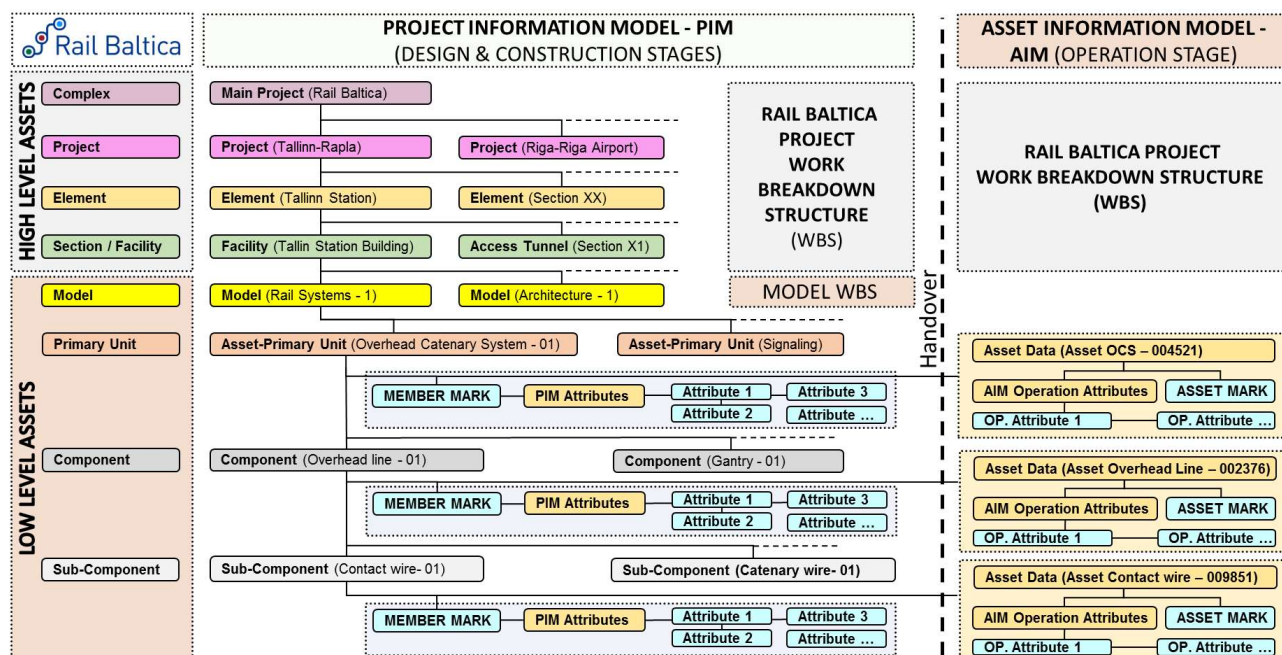 Rail Baltica
PROJECT INFORMATION MODEL - PIM
(DESIGN & CONSTRUCTION STAGES)
ASSET INFORMATION MODEL -
AIM (OPERATION STAGE)
HIGH LEVEL ASSETS
Complex
Main Project (Rail Baltica)
Project
Project (Tallinn-Rapla)
Project (Riga-Riga Airport)
Element
Element (Tallinn Station)
Element (Section XX)
Section / Facility
Facility (Tallin Station Building)
Access Tunnel (Section X1)
RAIL BALTICA
PROJECT
WORK
BREAKDOWN
STRUCTURE
(WBS)
RAIL BALTICA PROJECT
WORK BREAKDOWN STRUCTURE
(WBS)
LOW LEVEL ASSETS
Model
Model (Rail Systems - 1)
Model (Architecture - 1)
MODEL WBS
Handover
Primary Unit
Asset-Primary Unit (Overhead Catenary System - 01)
Asset-Primary Unit (Signaling)
MEMBER MARK
PIM Attributes
Attribute 1
Attribute 3
Attribute 2
Attribute ...
Asset Data (Asset OCS – 004521)
AIM Operation Attributes
ASSET MARK
OP. Attribute 1
OP. Attribute ...
Component
Component (Overhead line - 01)
Component (Gantry - 01)
MEMBER MARK
PIM Attributes
Attribute 1
Attribute 3
Attribute 2
Attribute ...
Asset Data (Asset Overhead Line – 002376)
AIM Operation Attributes
ASSET MARK
OP. Attribute 1
OP. Attribute ...
Sub-Component
Sub-Component (Contact wire- 01)
Sub-Component (Catenary wire- 01)
MEMBER MARK
PIM Attributes
Attribute 1
Attribute 3
Attribute 2
Attribute ...
Asset Data (Asset Contact wire – 009851)
AIM Operation Attributes
ASSET MARK
OP. Attribute 1
OP. Attribute ...